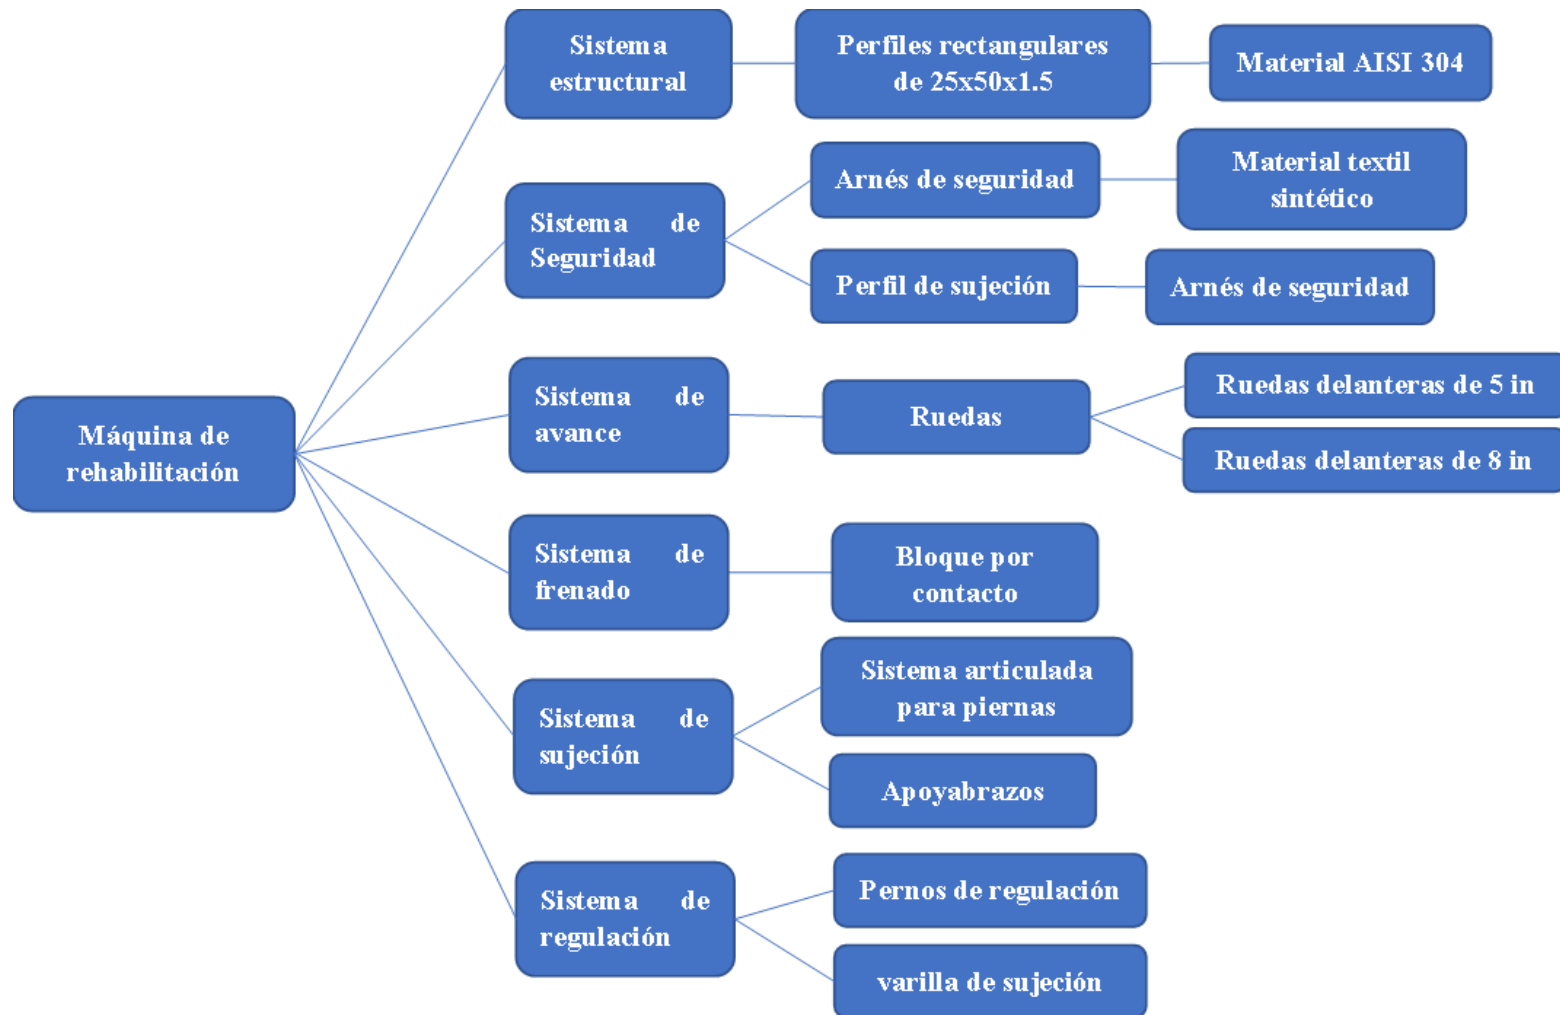 Máquina de
rehabilitación
Sistema
estructural
Perfiles rectangulares
de 25x50x1.5
Material AISI 304
Sistema de
Seguridad
Arnés de seguridad
Material textil
sintético
Perfil de sujeción
Arnés de seguridad
Sistema de
avance
Ruedas
Ruedas delanteras de 5 in
Ruedas delanteras de 8 in
Sistema de
frenado
Bloque por
contacto
Sistema de
sujeción
Sistema articulada
para piernas
Apoyabrazos
Sistema de
regulación
Pernos de regulación
varilla de sujeción